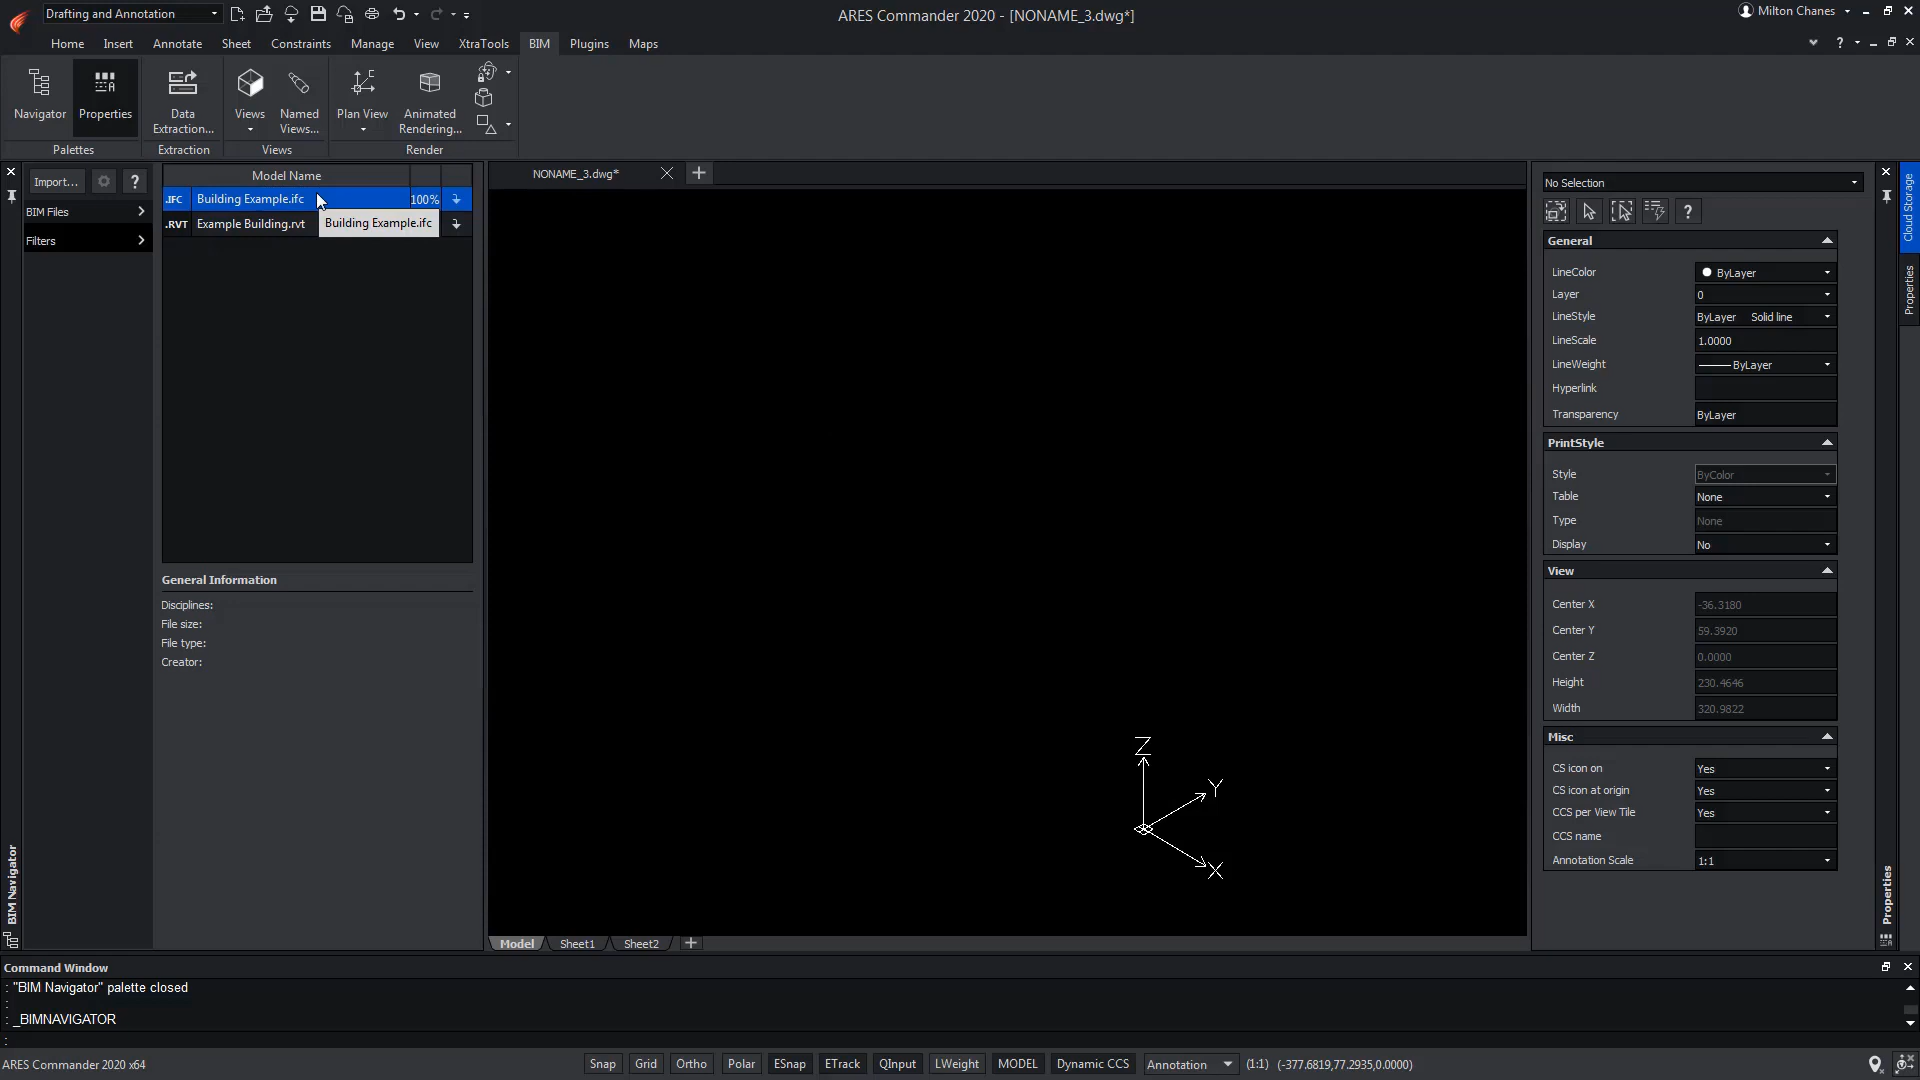 Drafting and Annotation
ARES Commander 2020 - [NONAME_3.dwg*]
Milton Chanes
Home Insert Annotate Sheet Constraints Manage View XtraTools BIM Plugins Maps
?
Navigator
Properties
Data
Extraction...
Views
Named
Views...
Plan View
Animated
Rendering...
Palettes
Extraction
Views
Render
Import...
?
BIM Files
Filters
Model Name
.IFC Building Example.ifc 100%
.RVT Example Building.rvt
Building Example.ifc
General Information
Disciplines:
File size:
File type:
Creator:
BIM Navigator
NONAME_3.dwg*
Z
Y
X
Model Sheet1 Sheet2
No Selection
?
General
LineColor ByLayer
Layer 0
LineStyle ByLayer Solid line
LineScale 1.0000
LineWeight ByLayer
Hyperlink
Transparency ByLayer
PrintStyle
Style ByColor
Table None
Type None
Display No
View
Center X -36.3180
Center Y 59.3920
Center Z 0.0000
Height 230.4646
Width 320.9822
Misc
CS icon on Yes
CS icon at origin Yes
CCS per View Tile Yes
CCS name
Annotation Scale 1:1
Properties
Cloud Storage
Properties
Command Window
: "BIM Navigator" palette closed
:
: _BIMNAVIGATOR
:
ARES Commander 2020 x64
Snap Grid Ortho Polar ESnap ETrack QInput LWeight MODEL Dynamic CCS Annotation (1:1) (-377.6819,77.2935,0.0000)